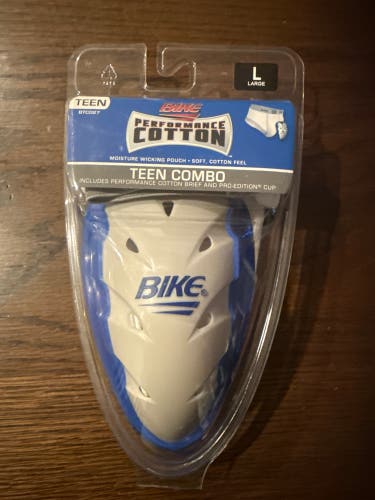 L
LARGE
TEEN
BIKE
PERFORMANCE
COTTON™
MOISTURE WICKING POUCH • SOFT, COTTON FEEL
TEEN COMBO
INCLUDES PERFORMANCE COTTON BRIEF AND PRO-EDITION® CUP
BIKE®